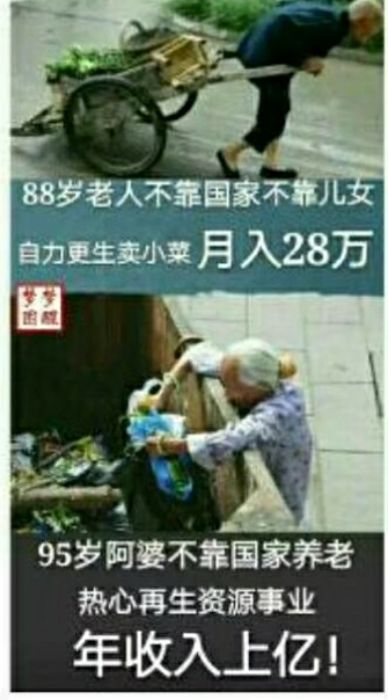 88岁老人不靠国家不靠儿女
自力更生卖小菜 月入28万
梦梦
95岁阿婆不靠国家养老
热心再生资源事业
年收入上亿!